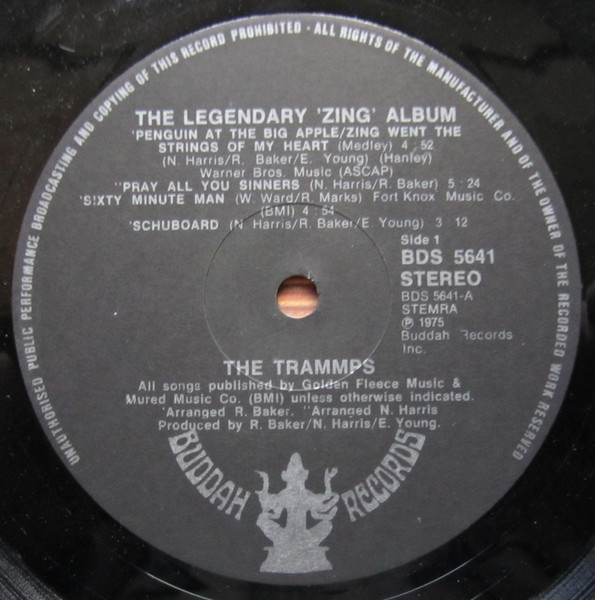 UNAUTHORISED PUBLIC PERFORMANCE BROADCASTING AND COPYING OF THIS RECORD PROHIBITED - ALL RIGHTS OF THE MANUFACTURER AND OF THE OWNER OF THE RECORDED WORK RESERVED
THE LEGENDARY 'ZING' ALBUM
'PENGUIN AT THE BIG APPLE/ZING WENT THE
STRINGS OF MY HEART (Medley) 4:52
(N. Harris/R. Baker/E. Young) (Hanley)
Warner Bros. Music (ASCAP)
''PRAY ALL YOU SINNERS (N. Harris/R. Baker) 5:24
'SIXTY MINUTE MAN (W. Ward/R. Marks) Fort Knox Music Co.
(BMI) 4:54
'SCHUBOARD (N. Harris/R. Baker/E. Young) 3 12
Side 1
BDS 5641
STEREO
BDS 5641-A
STEMRA
℗ 1975
Buddah Records
Inc.
THE TRAMMPS
All songs published by Golden Fleece Music &
Mured Music Co. (BMI) unless otherwise indicated.
'Arranged R. Baker. ''Arranged N. Harris
Produced by R. Baker/N. Harris/E. Young.
BUDDAH RECORDS